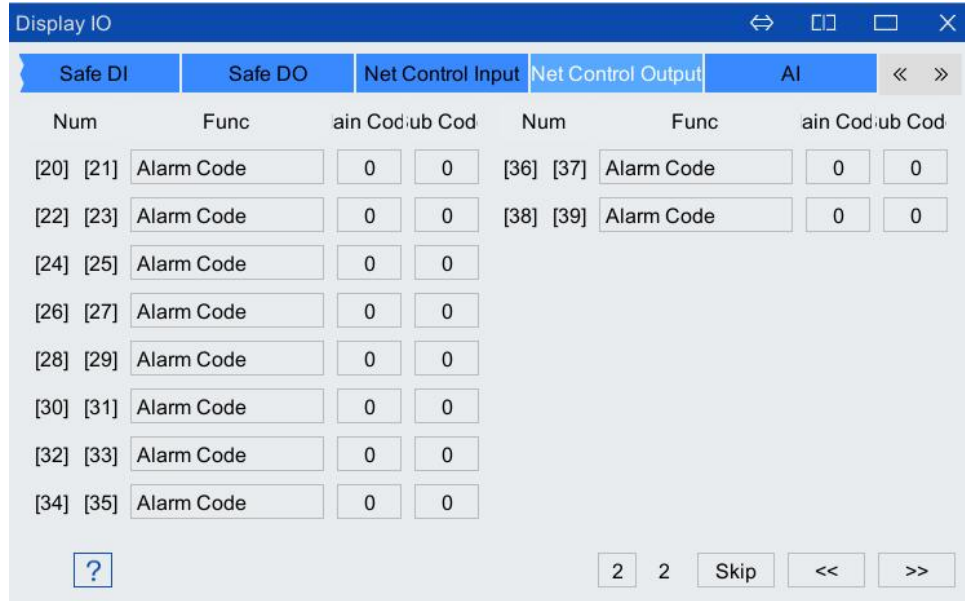 Display IO
Safe DI Safe DO Net Control Input Net Control Output AI « »
Num Func ain Cod ub Cod Num Func ain Cod ub Cod
[20] [21] Alarm Code 0 0 [36] [37] Alarm Code 0 0
[22] [23] Alarm Code 0 0 [38] [39] Alarm Code 0 0
[24] [25] Alarm Code 0 0
[26] [27] Alarm Code 0 0
[28] [29] Alarm Code 0 0
[30] [31] Alarm Code 0 0
[32] [33] Alarm Code 0 0
[34] [35] Alarm Code 0 0
? 2 2 Skip << >>